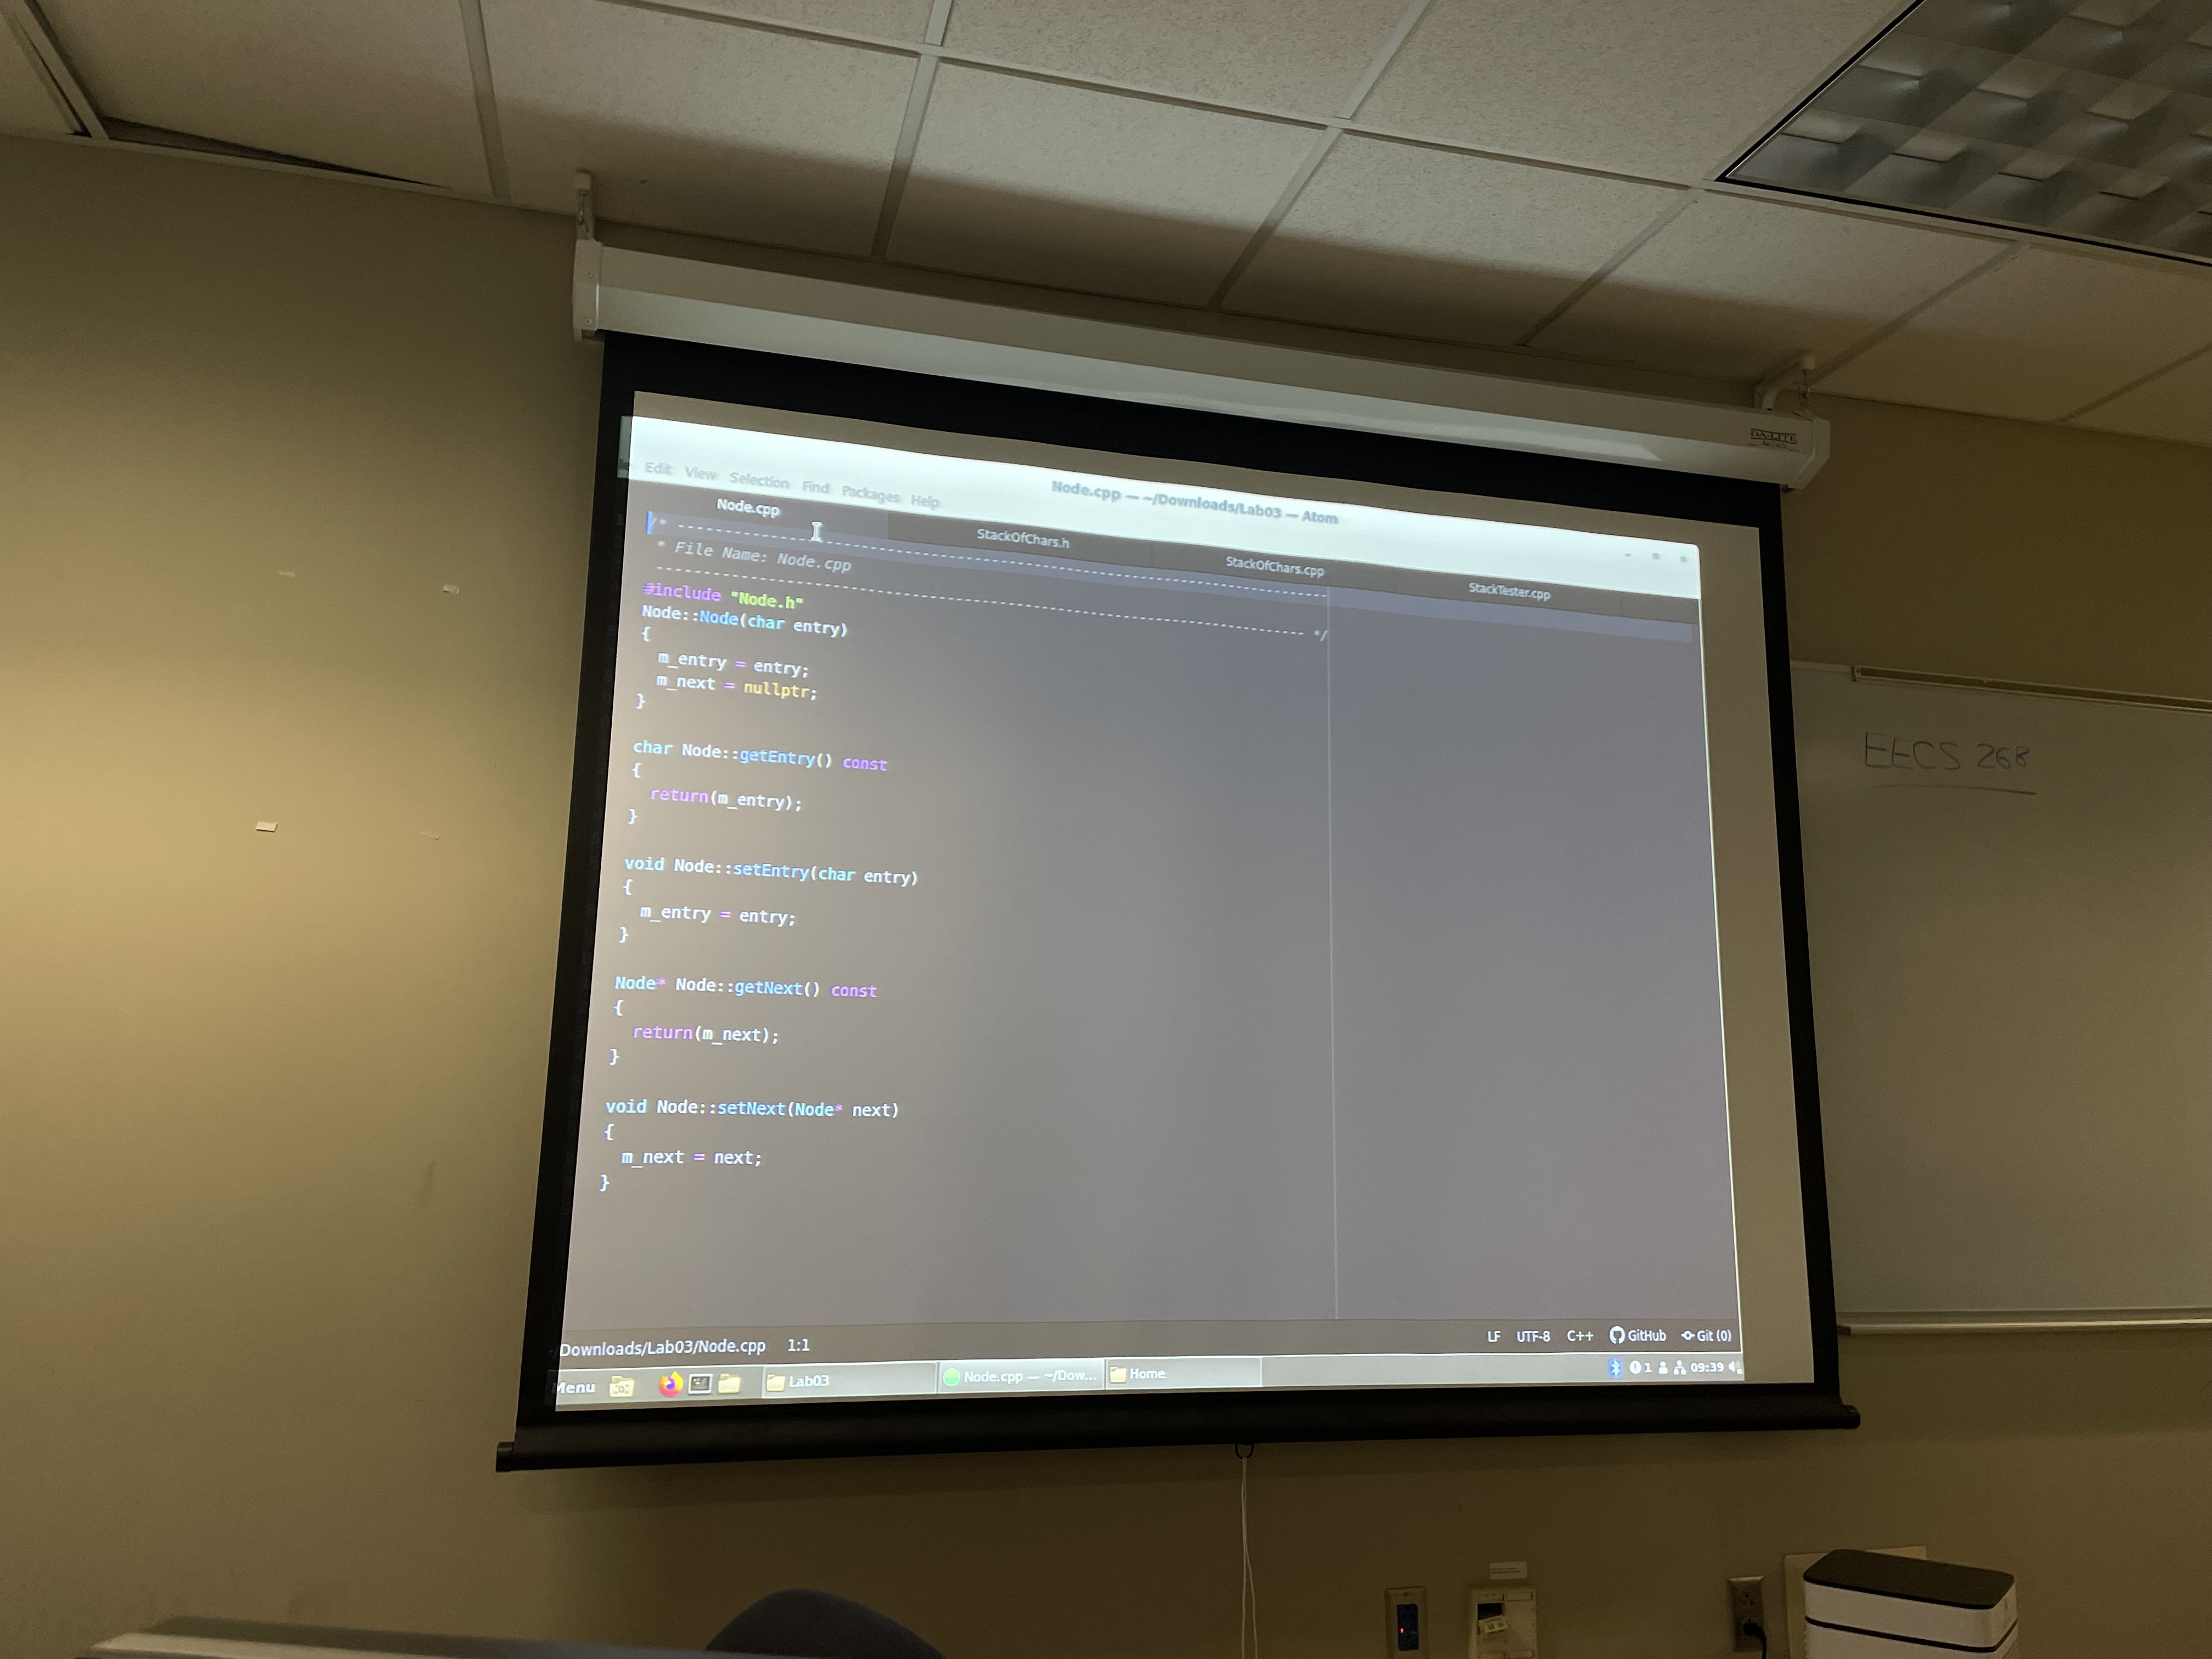 DA-LITE
Node.cpp — ~/Downloads/Lab03 — Atom
Edit View Selection Find Packages Help
Node.cpp StackOfChars.h StackOfChars.cpp StackTester.cpp
/* --------------------------------------------------------------------------------
* File Name: Node.cpp
-------------------------------------------------------------------------------- */
#include "Node.h"
Node::Node(char entry)
{
m_entry = entry;
m_next = nullptr;
}
char Node::getEntry() const
{
return(m_entry);
}
void Node::setEntry(char entry)
{
m_entry = entry;
}
Node* Node::getNext() const
{
return(m_next);
}
void Node::setNext(Node* next)
{
m_next = next;
}
Downloads/Lab03/Node.cpp 1:1 LF UTF-8 C++ GitHub Git (0)
Menu Lab03 Node.cpp — ~/Dow... Home 1 09:39
EECS 268